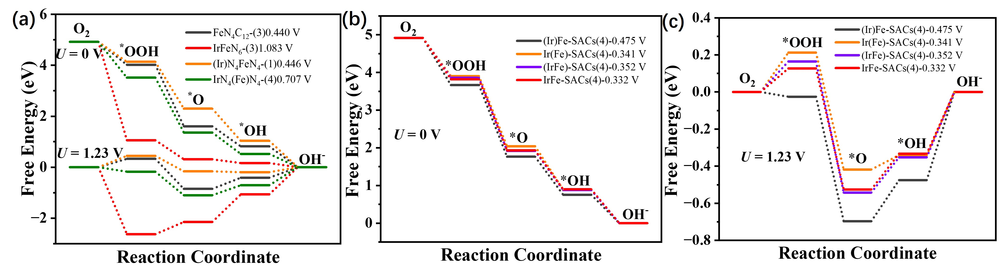 (a)
Free Energy (eV)
6
4
2
0
−2
O₂
U = 0 V
*OOH
*O
*OH
OH⁻
U = 1.23 V
FeN₄C₁₂-(3)0.440 V
IrFeN₆-(3)1.083 V
(Ir)N₄FeN₄-(1)0.446 V
IrN₄(Fe)N₄-(4)0.707 V
Reaction Coordinate
(b)
Free Energy (eV)
5
4
3
2
1
0
O₂
*OOH
*O
*OH
OH⁻
U = 0 V
(Ir)Fe-SACs(4)-0.475 V
Ir(Fe)-SACs(4)-0.341 V
(IrFe)-SACs(4)-0.352 V
IrFe-SACs(4)-0.332 V
Reaction Coordinate
(c)
Free Energy (eV)
0.4
0.2
0.0
−0.2
−0.4
−0.6
−0.8
O₂
*OOH
*O
*OH
OH⁻
U = 1.23 V
(Ir)Fe-SACs(4)-0.475 V
Ir(Fe)-SACs(4)-0.341 V
(IrFe)-SACs(4)-0.352 V
IrFe-SACs(4)-0.332 V
Reaction Coordinate